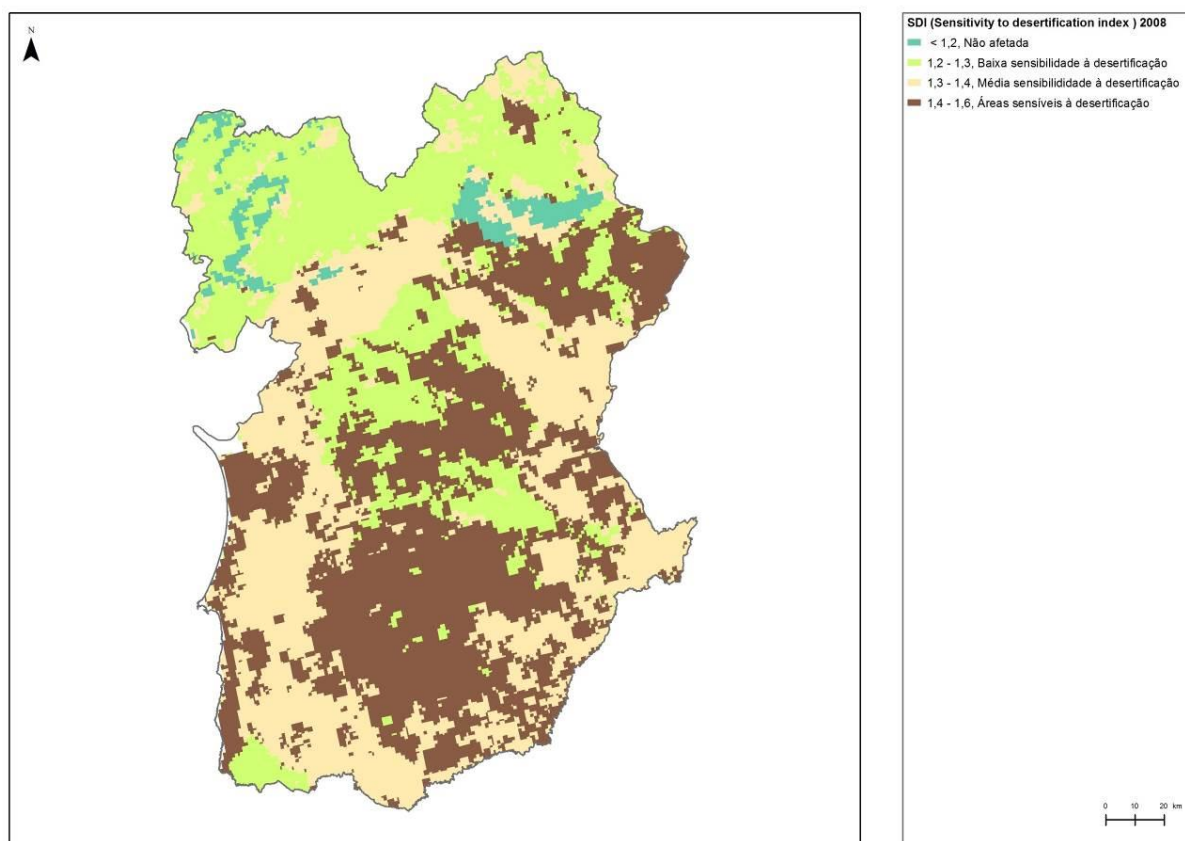 N
SDI (Sensitivity to desertification index ) 2008
< 1,2, Não afetada
1,2 - 1,3, Baixa sensibilidade à desertificação
1,3 - 1,4, Média sensibilididade à desertificação
1,4 - 1,6, Áreas sensíveis à desertificação
0 10 20 km